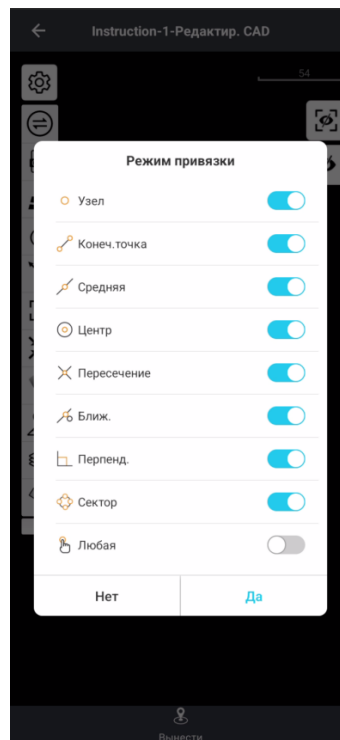 Instruction-1-Редактир. CAD
54
Режим привязки
Узел
Конеч.точка
Средняя
Центр
Пересечение
Ближ.
Перпенд.
Сектор
Любая
Нет
Да
Вынести